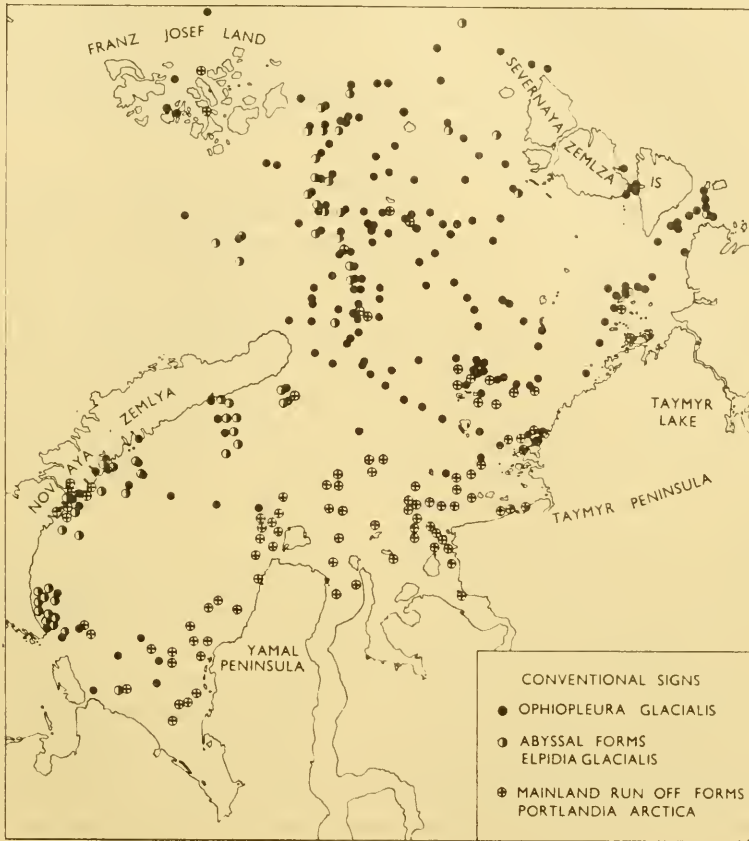 FRANZ JOSEF LAND
SEVERNAYA
ZEMLZA
IS
NOVAYA
ZEMLYA
TAYMYR
LAKE
TAYMYR PENINSULA
YAMAL
PENINSULA
CONVENTIONAL SIGNS
OPHIOPLEURA GLACIALIS
ABYSSAL FORMS
ELPIDIA GLACIALIS
MAINLAND RUN OFF FORMS
PORTLANDIA ARCTICA